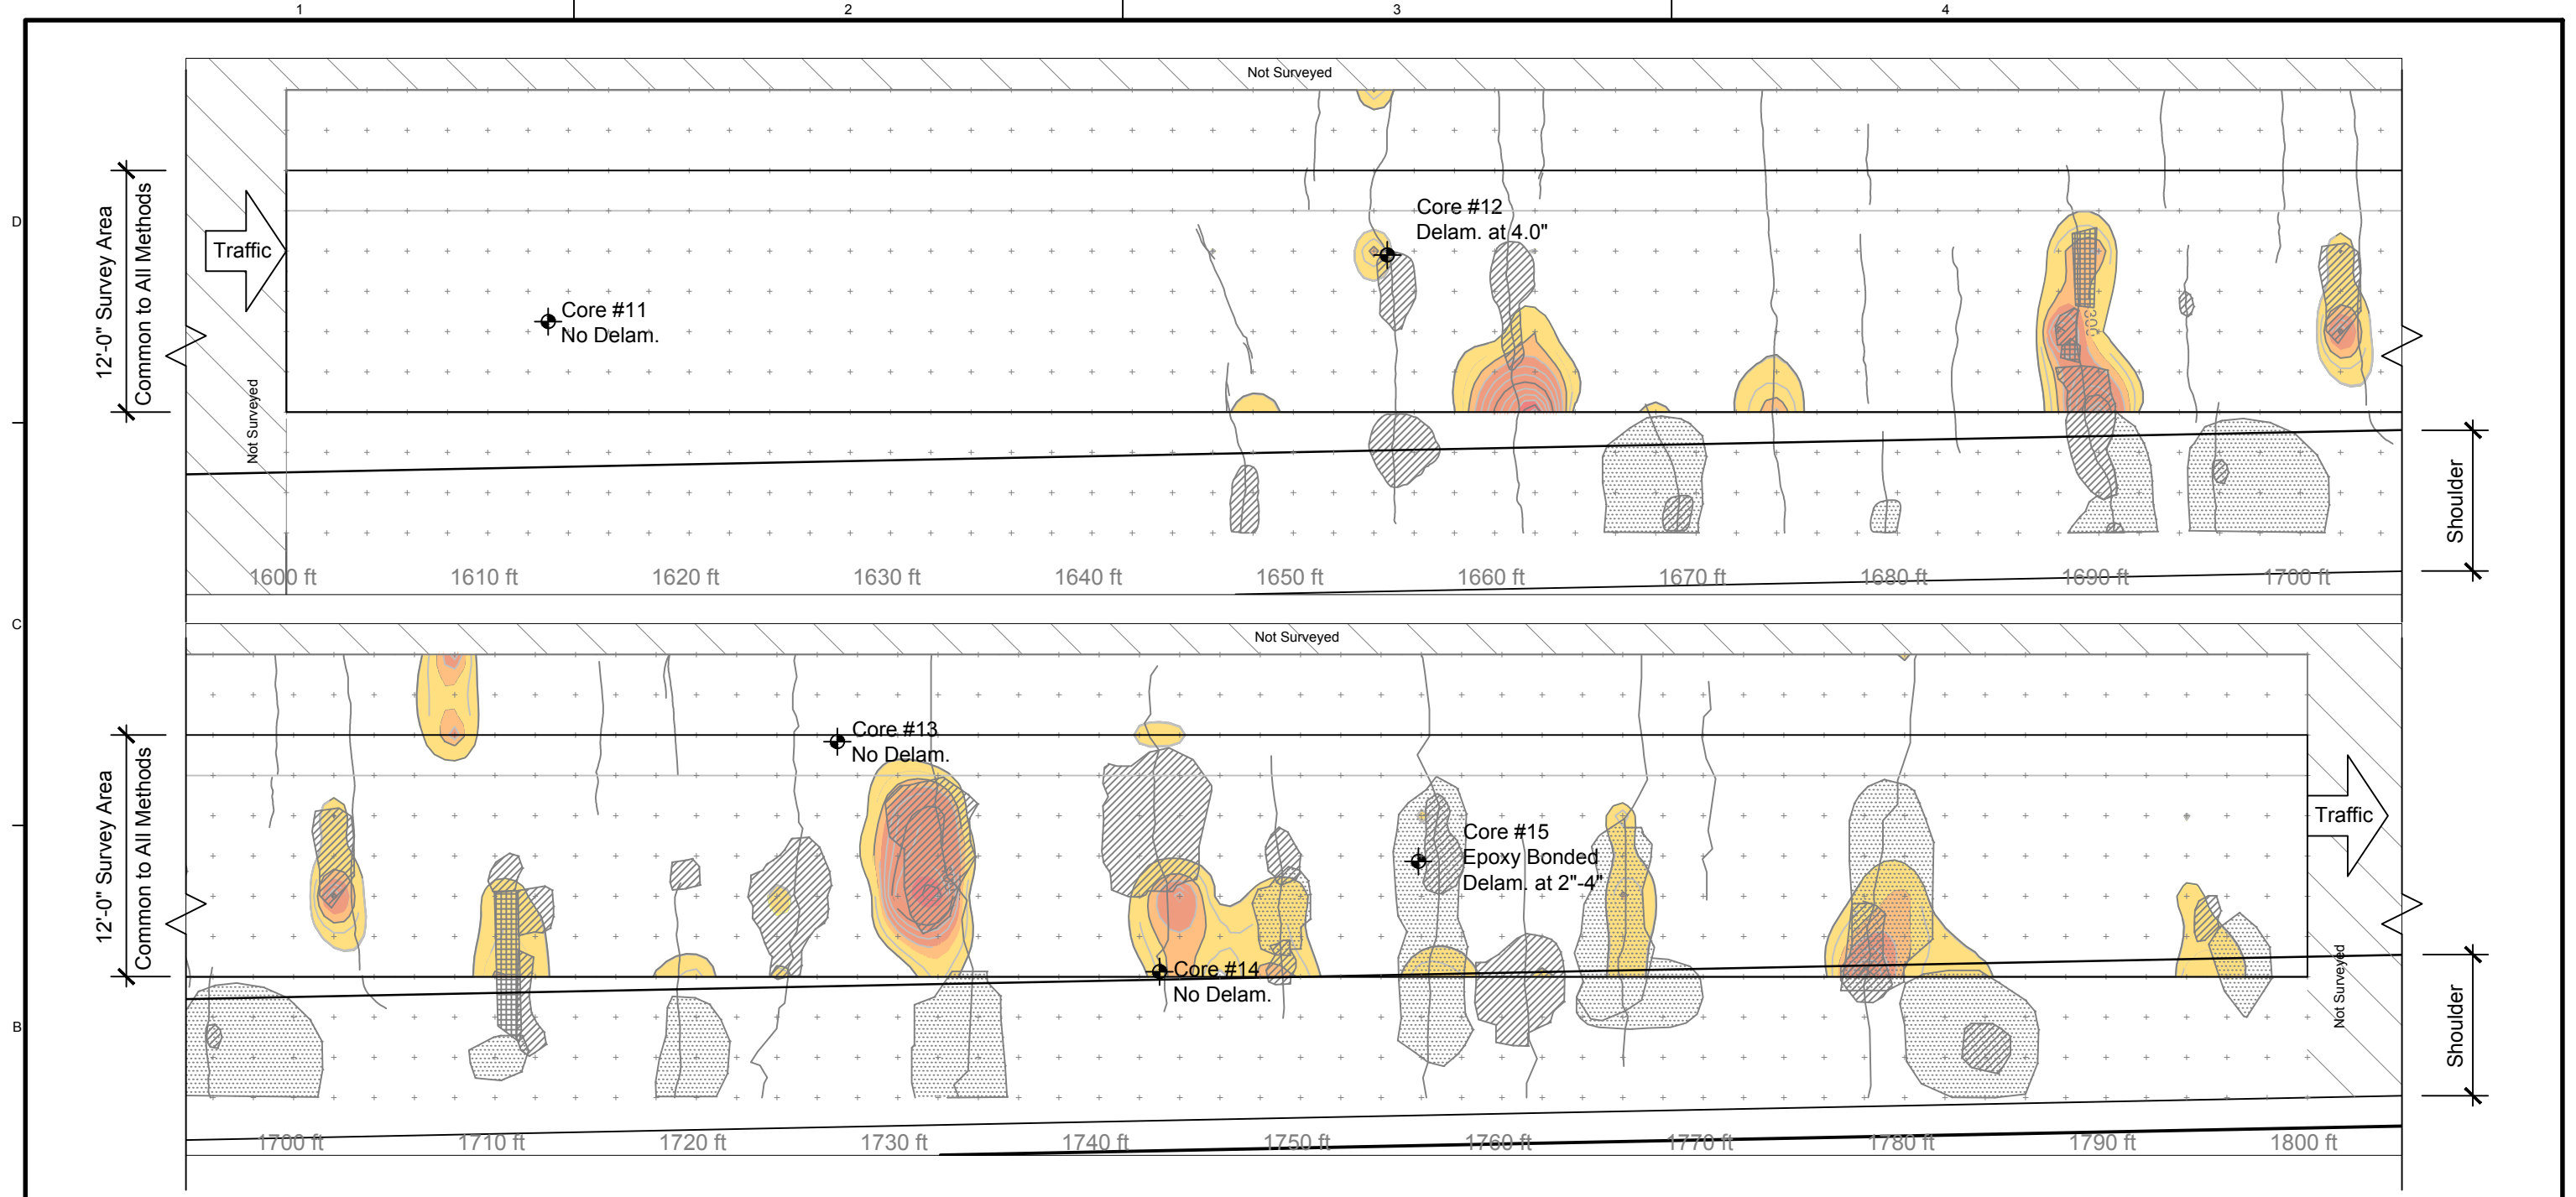 1 2 3 4
Not Surveyed
D
12'-0" Survey Area
Common to All Methods
Traffic
Not Surveyed
Core #11
No Delam.
Core #12
Delam. at 4.0"
300
Shoulder
1600 ft 1610 ft 1620 ft 1630 ft 1640 ft 1650 ft 1660 ft 1670 ft 1680 ft 1690 ft 1700 ft
C
Not Surveyed
12'-0" Survey Area
Common to All Methods
Core #13
No Delam.
Core #14
No Delam.
Core #15
Epoxy Bonded
Delam. at 2"-4"
Traffic
Not Surveyed
Shoulder
B
1700 ft 1710 ft 1720 ft 1730 ft 1740 ft 1750 ft 1760 ft 1770 ft 1780 ft 1790 ft 1800 ft